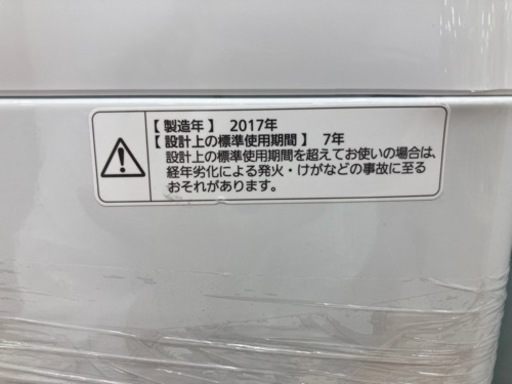 【製造年】 2017年
【設計上の標準使用期間】 7年
設計上の標準使用期間を超えてお使いの場合は、
経年劣化による発火・けがなどの事故に至る
おそれがあります。